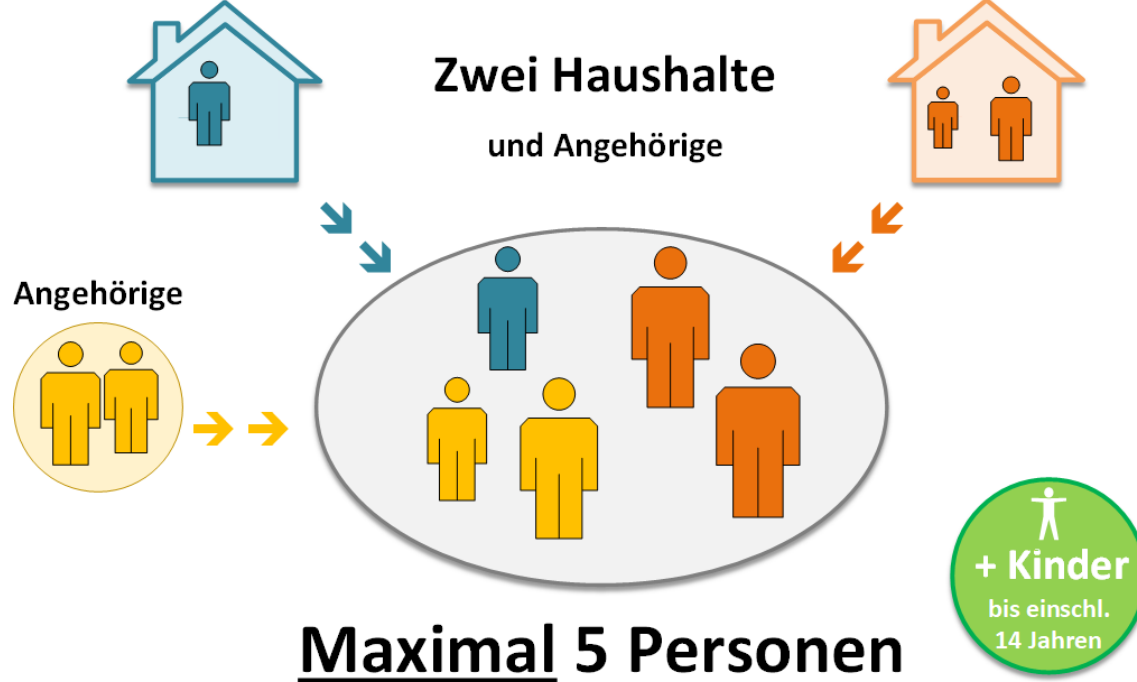 Zwei Haushalte
und Angehörige
Angehörige
+ Kinder
bis einschl.
14 Jahren
Maximal 5 Personen